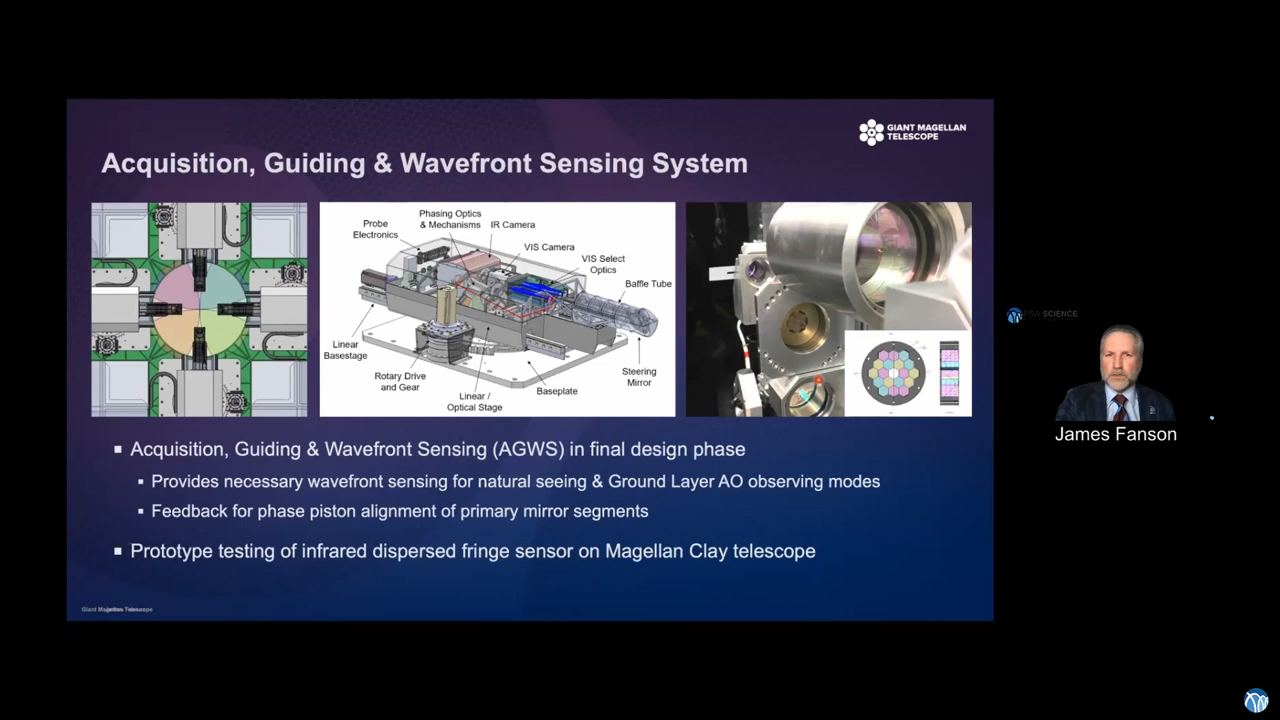 GIANT MAGELLAN
TELESCOPE
Acquisition, Guiding & Wavefront Sensing System
Probe
Electronics
Phasing Optics
& Mechanisms
IR Camera
VIS Camera
VIS Select
Optics
Baffle Tube
Linear
Basestage
Rotary Drive
and Gear
Linear /
Optical Stage
Baseplate
Steering
Mirror
▪ Acquisition, Guiding & Wavefront Sensing (AGWS) in final design phase
▪ Provides necessary wavefront sensing for natural seeing & Ground Layer AO observing modes
▪ Feedback for phase piston alignment of primary mirror segments
▪ Prototype testing of infrared dispersed fringe sensor on Magellan Clay telescope
PSW SCIENCE
James Fanson